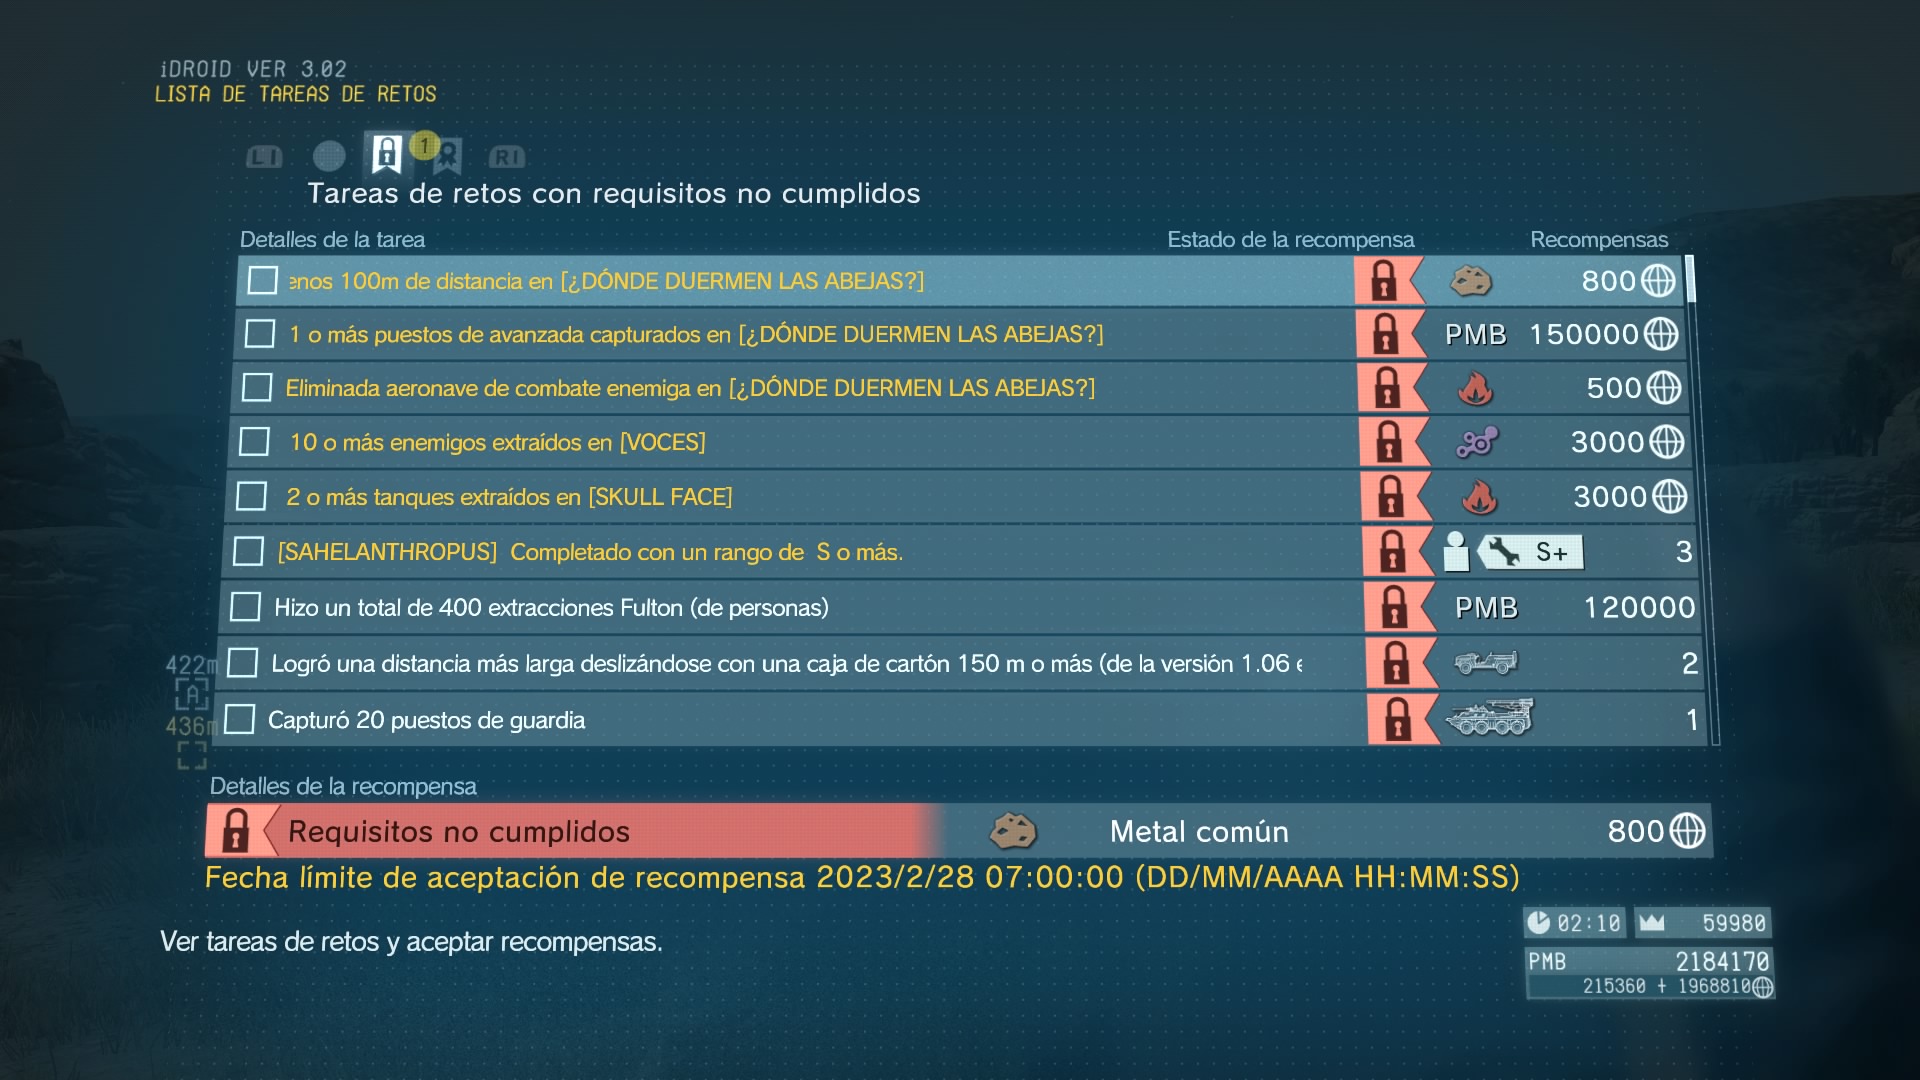 iDROID VER 3.02
LISTA DE TAREAS DE RETOS
L1 1 R1
Tareas de retos con requisitos no cumplidos
Detalles de la tarea Estado de la recompensa Recompensas
enos 100m de distancia en [¿DÓNDE DUERMEN LAS ABEJAS?] 800
1 o más puestos de avanzada capturados en [¿DÓNDE DUERMEN LAS ABEJAS?] PMB 150000
Eliminada aeronave de combate enemiga en [¿DÓNDE DUERMEN LAS ABEJAS?] 500
10 o más enemigos extraídos en [VOCES] 3000
2 o más tanques extraídos en [SKULL FACE] 3000
[SAHELANTHROPUS] Completado con un rango de S o más. S+ 3
Hizo un total de 400 extracciones Fulton (de personas) PMB 120000
422m
Logró una distancia más larga deslizándose con una caja de cartón 150 m o más (de la versión 1.06 e 2
A
436m
Capturó 20 puestos de guardia 1
Detalles de la recompensa
Requisitos no cumplidos Metal común 800
Fecha límite de aceptación de recompensa 2023/2/28 07:00:00 (DD/MM/AAAA HH:MM:SS)
02:10 59980
Ver tareas de retos y aceptar recompensas.
PMB 2184170
215360 + 1968810